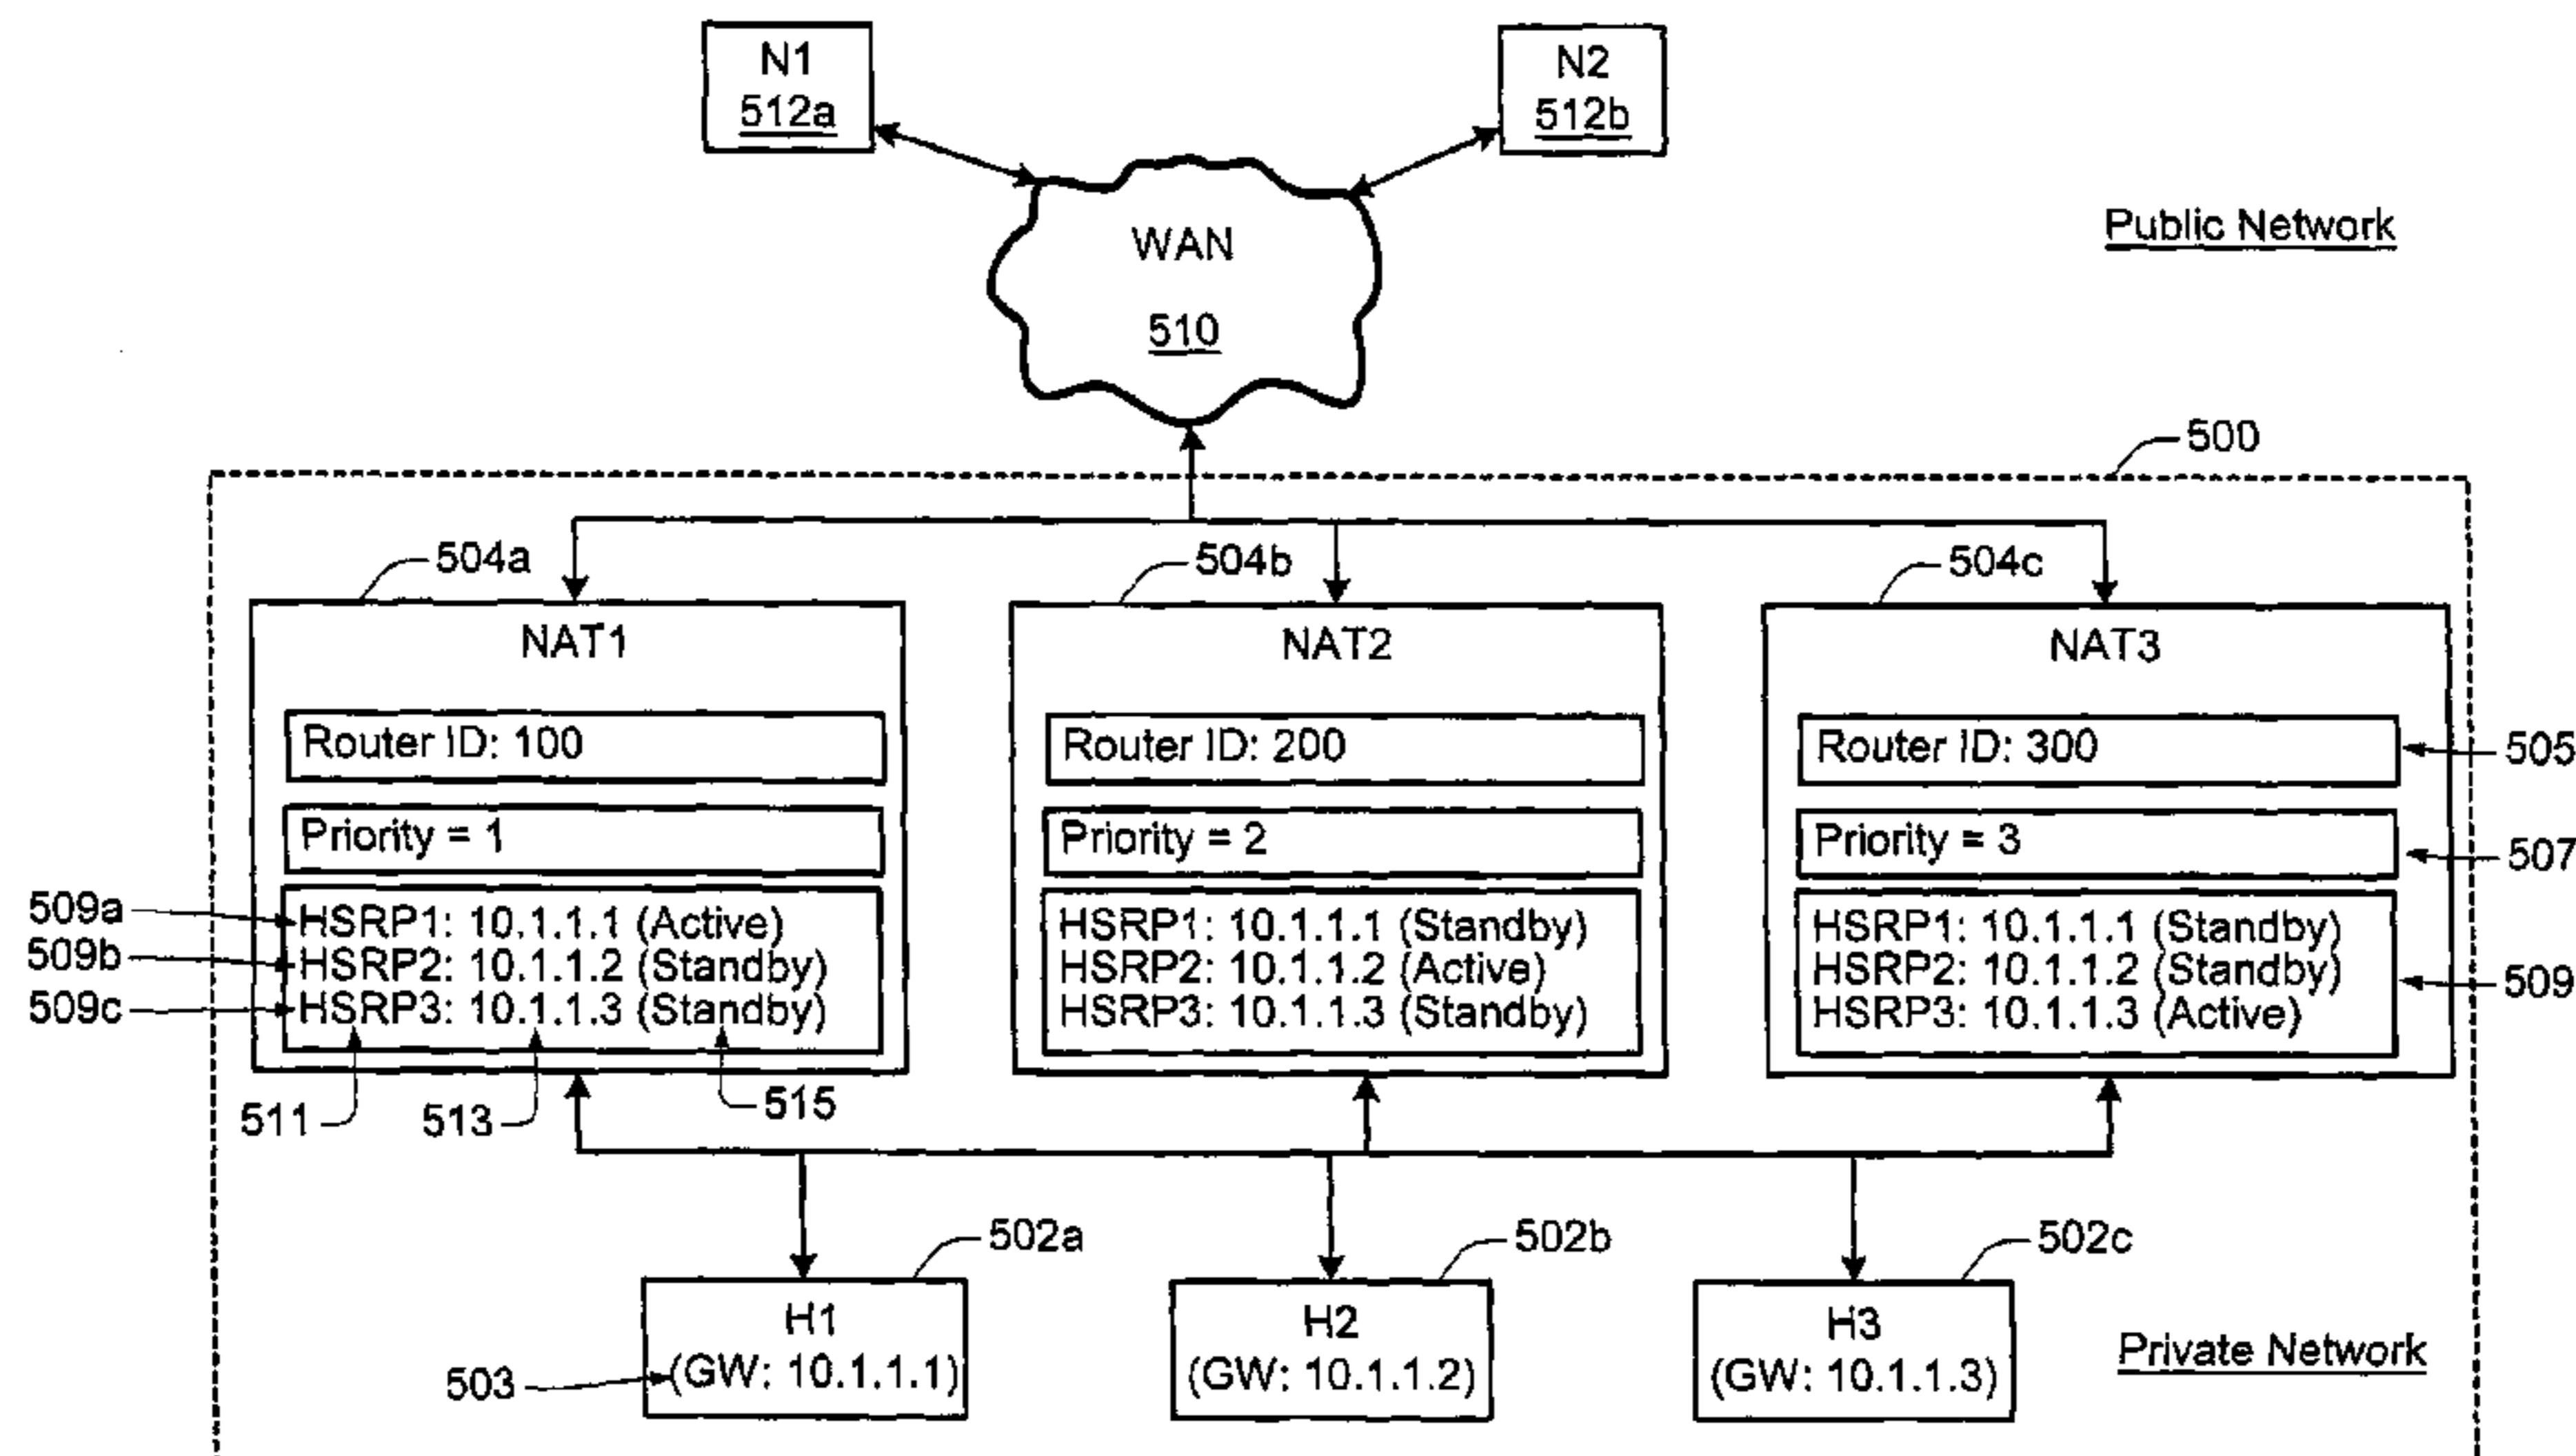 N1
512a
N2
512b
WAN
510
Public Network
500
504a
504b
504c
NAT1
Router ID: 100
Priority = 1
HSRP1: 10.1.1.1 (Active)
HSRP2: 10.1.1.2 (Standby)
HSRP3: 10.1.1.3 (Standby)
NAT2
Router ID: 200
Priority = 2
HSRP1: 10.1.1.1 (Standby)
HSRP2: 10.1.1.2 (Active)
HSRP3: 10.1.1.3 (Standby)
NAT3
Router ID: 300
Priority = 3
HSRP1: 10.1.1.1 (Standby)
HSRP2: 10.1.1.2 (Standby)
HSRP3: 10.1.1.3 (Active)
505
507
509
509a
509b
509c
511
513
515
502a
502b
502c
H1
(GW: 10.1.1.1)
503
H2
(GW: 10.1.1.2)
H3
(GW: 10.1.1.3)
Private Network